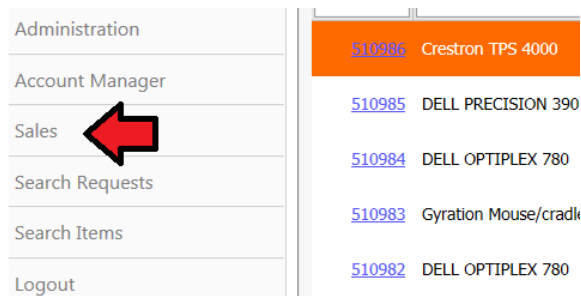 Administration
Account Manager
Sales
Search Requests
Search Items
Logout
510986 Crestron TPS 4000
510985 DELL PRECISION 390
510984 DELL OPTIPLEX 780
510983 Gyration Mouse/cradle
510982 DELL OPTIPLEX 780